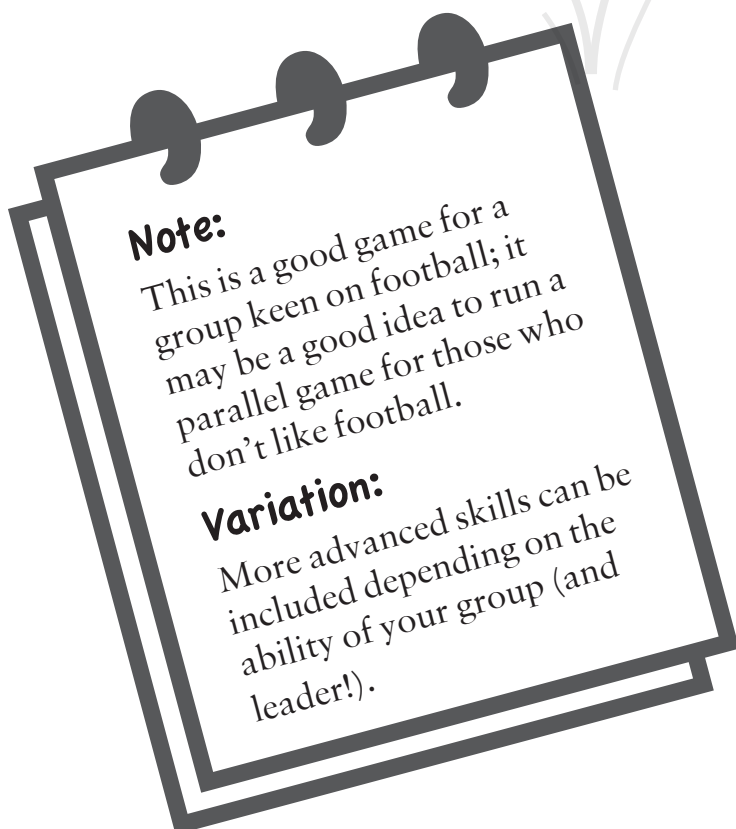 Note:
This is a good game for a
group keen on football; it
may be a good idea to run a
parallel game for those who
don’t like football.
Variation:
More advanced skills can be
included depending on the
ability of your group (and
leader!).